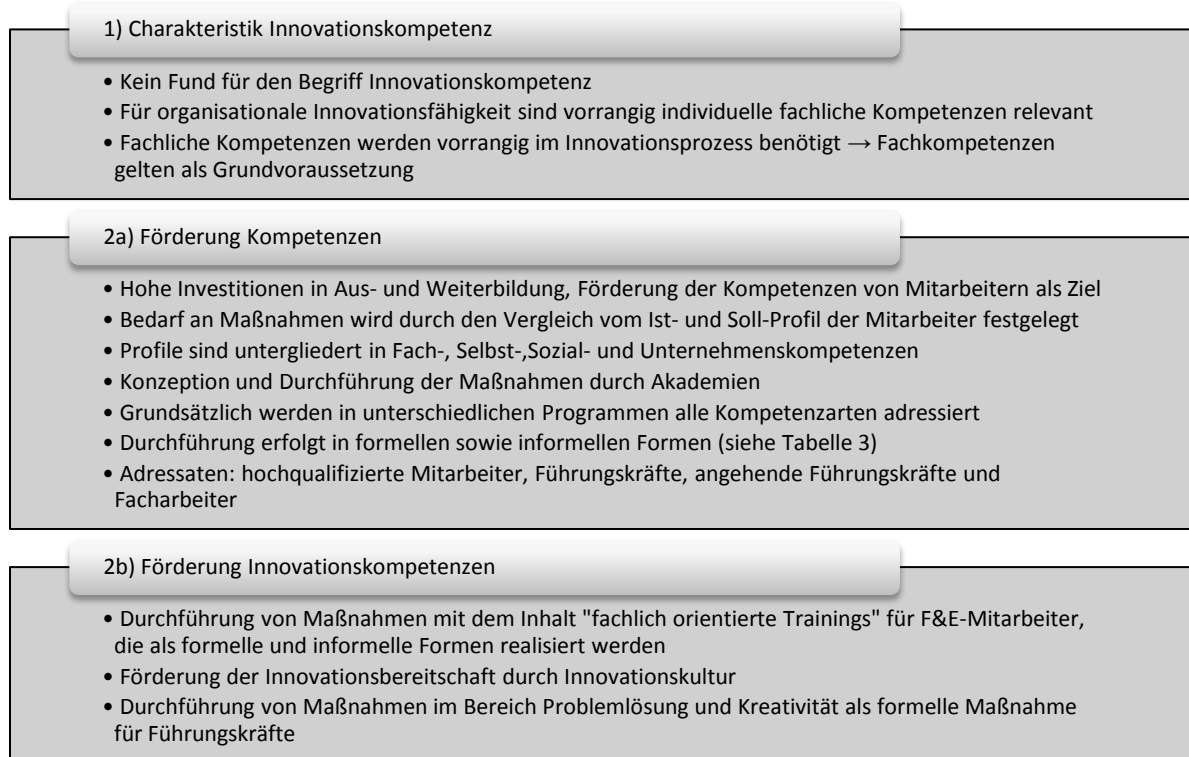 1) Charakteristik Innovationskompetenz
• Kein Fund für den Begriff Innovationskompetenz
• Für organisationale Innovationsfähigkeit sind vorrangig individuelle fachliche Kompetenzen relevant
• Fachliche Kompetenzen werden vorrangig im Innovationsprozess benötigt → Fachkompetenzen
gelten als Grundvoraussetzung
2a) Förderung Kompetenzen
• Hohe Investitionen in Aus- und Weiterbildung, Förderung der Kompetenzen von Mitarbeitern als Ziel
• Bedarf an Maßnahmen wird durch den Vergleich vom Ist- und Soll-Profil der Mitarbeiter festgelegt
• Profile sind untergliedert in Fach-, Selbst-,Sozial- und Unternehmenskompetenzen
• Konzeption und Durchführung der Maßnahmen durch Akademien
• Grundsätzlich werden in unterschiedlichen Programmen alle Kompetenzarten adressiert
• Durchführung erfolgt in formellen sowie informellen Formen (siehe Tabelle 3)
• Adressaten: hochqualifizierte Mitarbeiter, Führungskräfte, angehende Führungskräfte und
Facharbeiter
2b) Förderung Innovationskompetenzen
• Durchführung von Maßnahmen mit dem Inhalt "fachlich orientierte Trainings" für F&E-Mitarbeiter,
die als formelle und informelle Formen realisiert werden
• Förderung der Innovationsbereitschaft durch Innovationskultur
• Durchführung von Maßnahmen im Bereich Problemlösung und Kreativität als formelle Maßnahme
für Führungskräfte